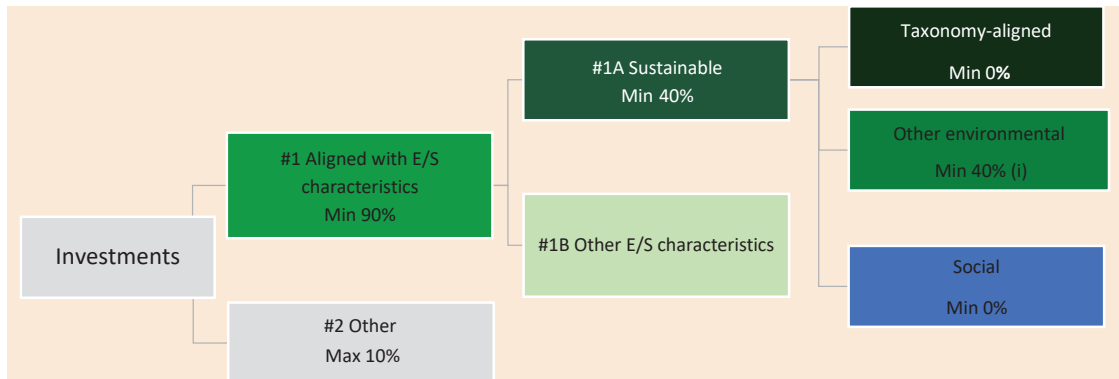 Investments
#1 Aligned with E/S
characteristics
Min 90%
#2 Other
Max 10%
#1A Sustainable
Min 40%
#1B Other E/S characteristics
Taxonomy-aligned
Min 0%
Other environmental
Min 40% (i)
Social
Min 0%